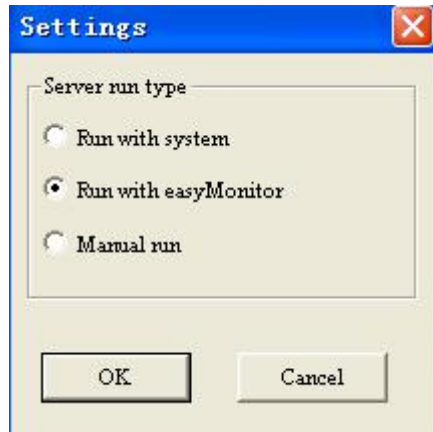 Settings
Server run type
Run with system
Run with easyMonitor
Manual run
OK
Cancel